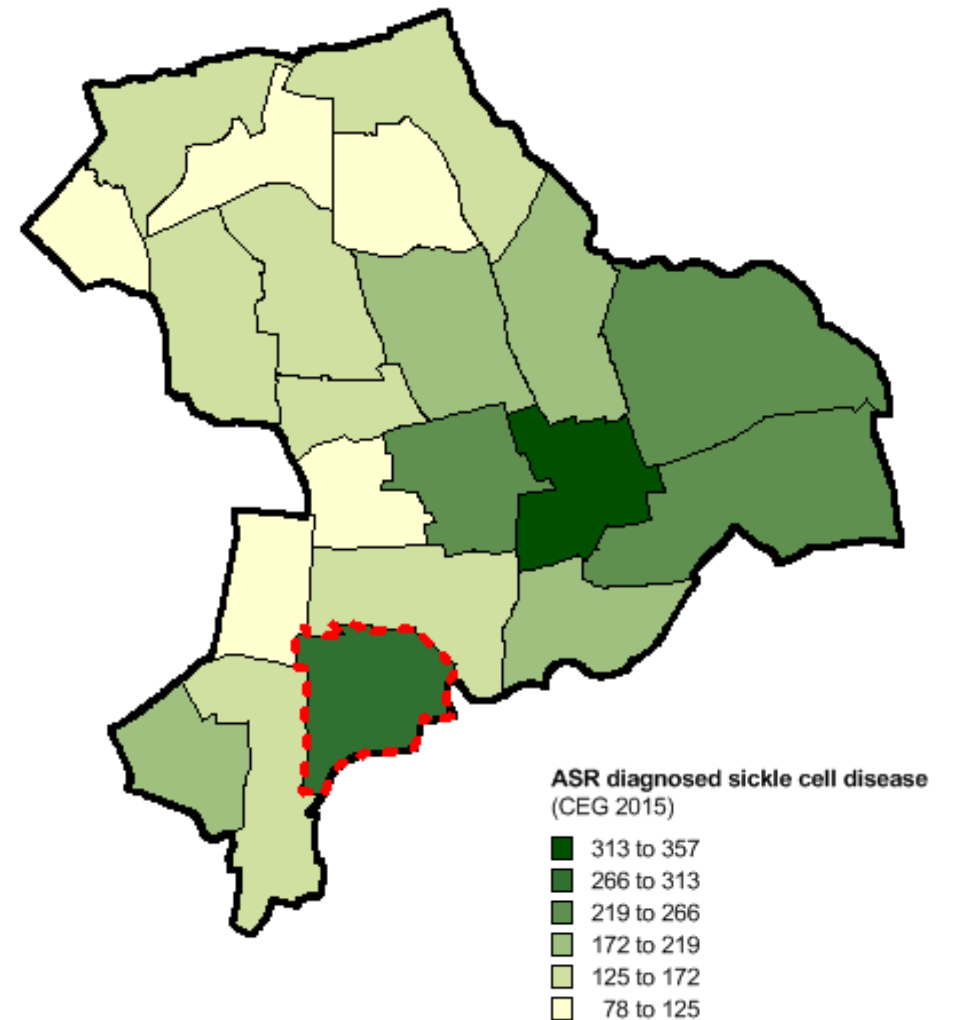 ASR diagnosed sickle cell disease
(CEG 2015)
313 to 357
266 to 313
219 to 266
172 to 219
125 to 172
78 to 125